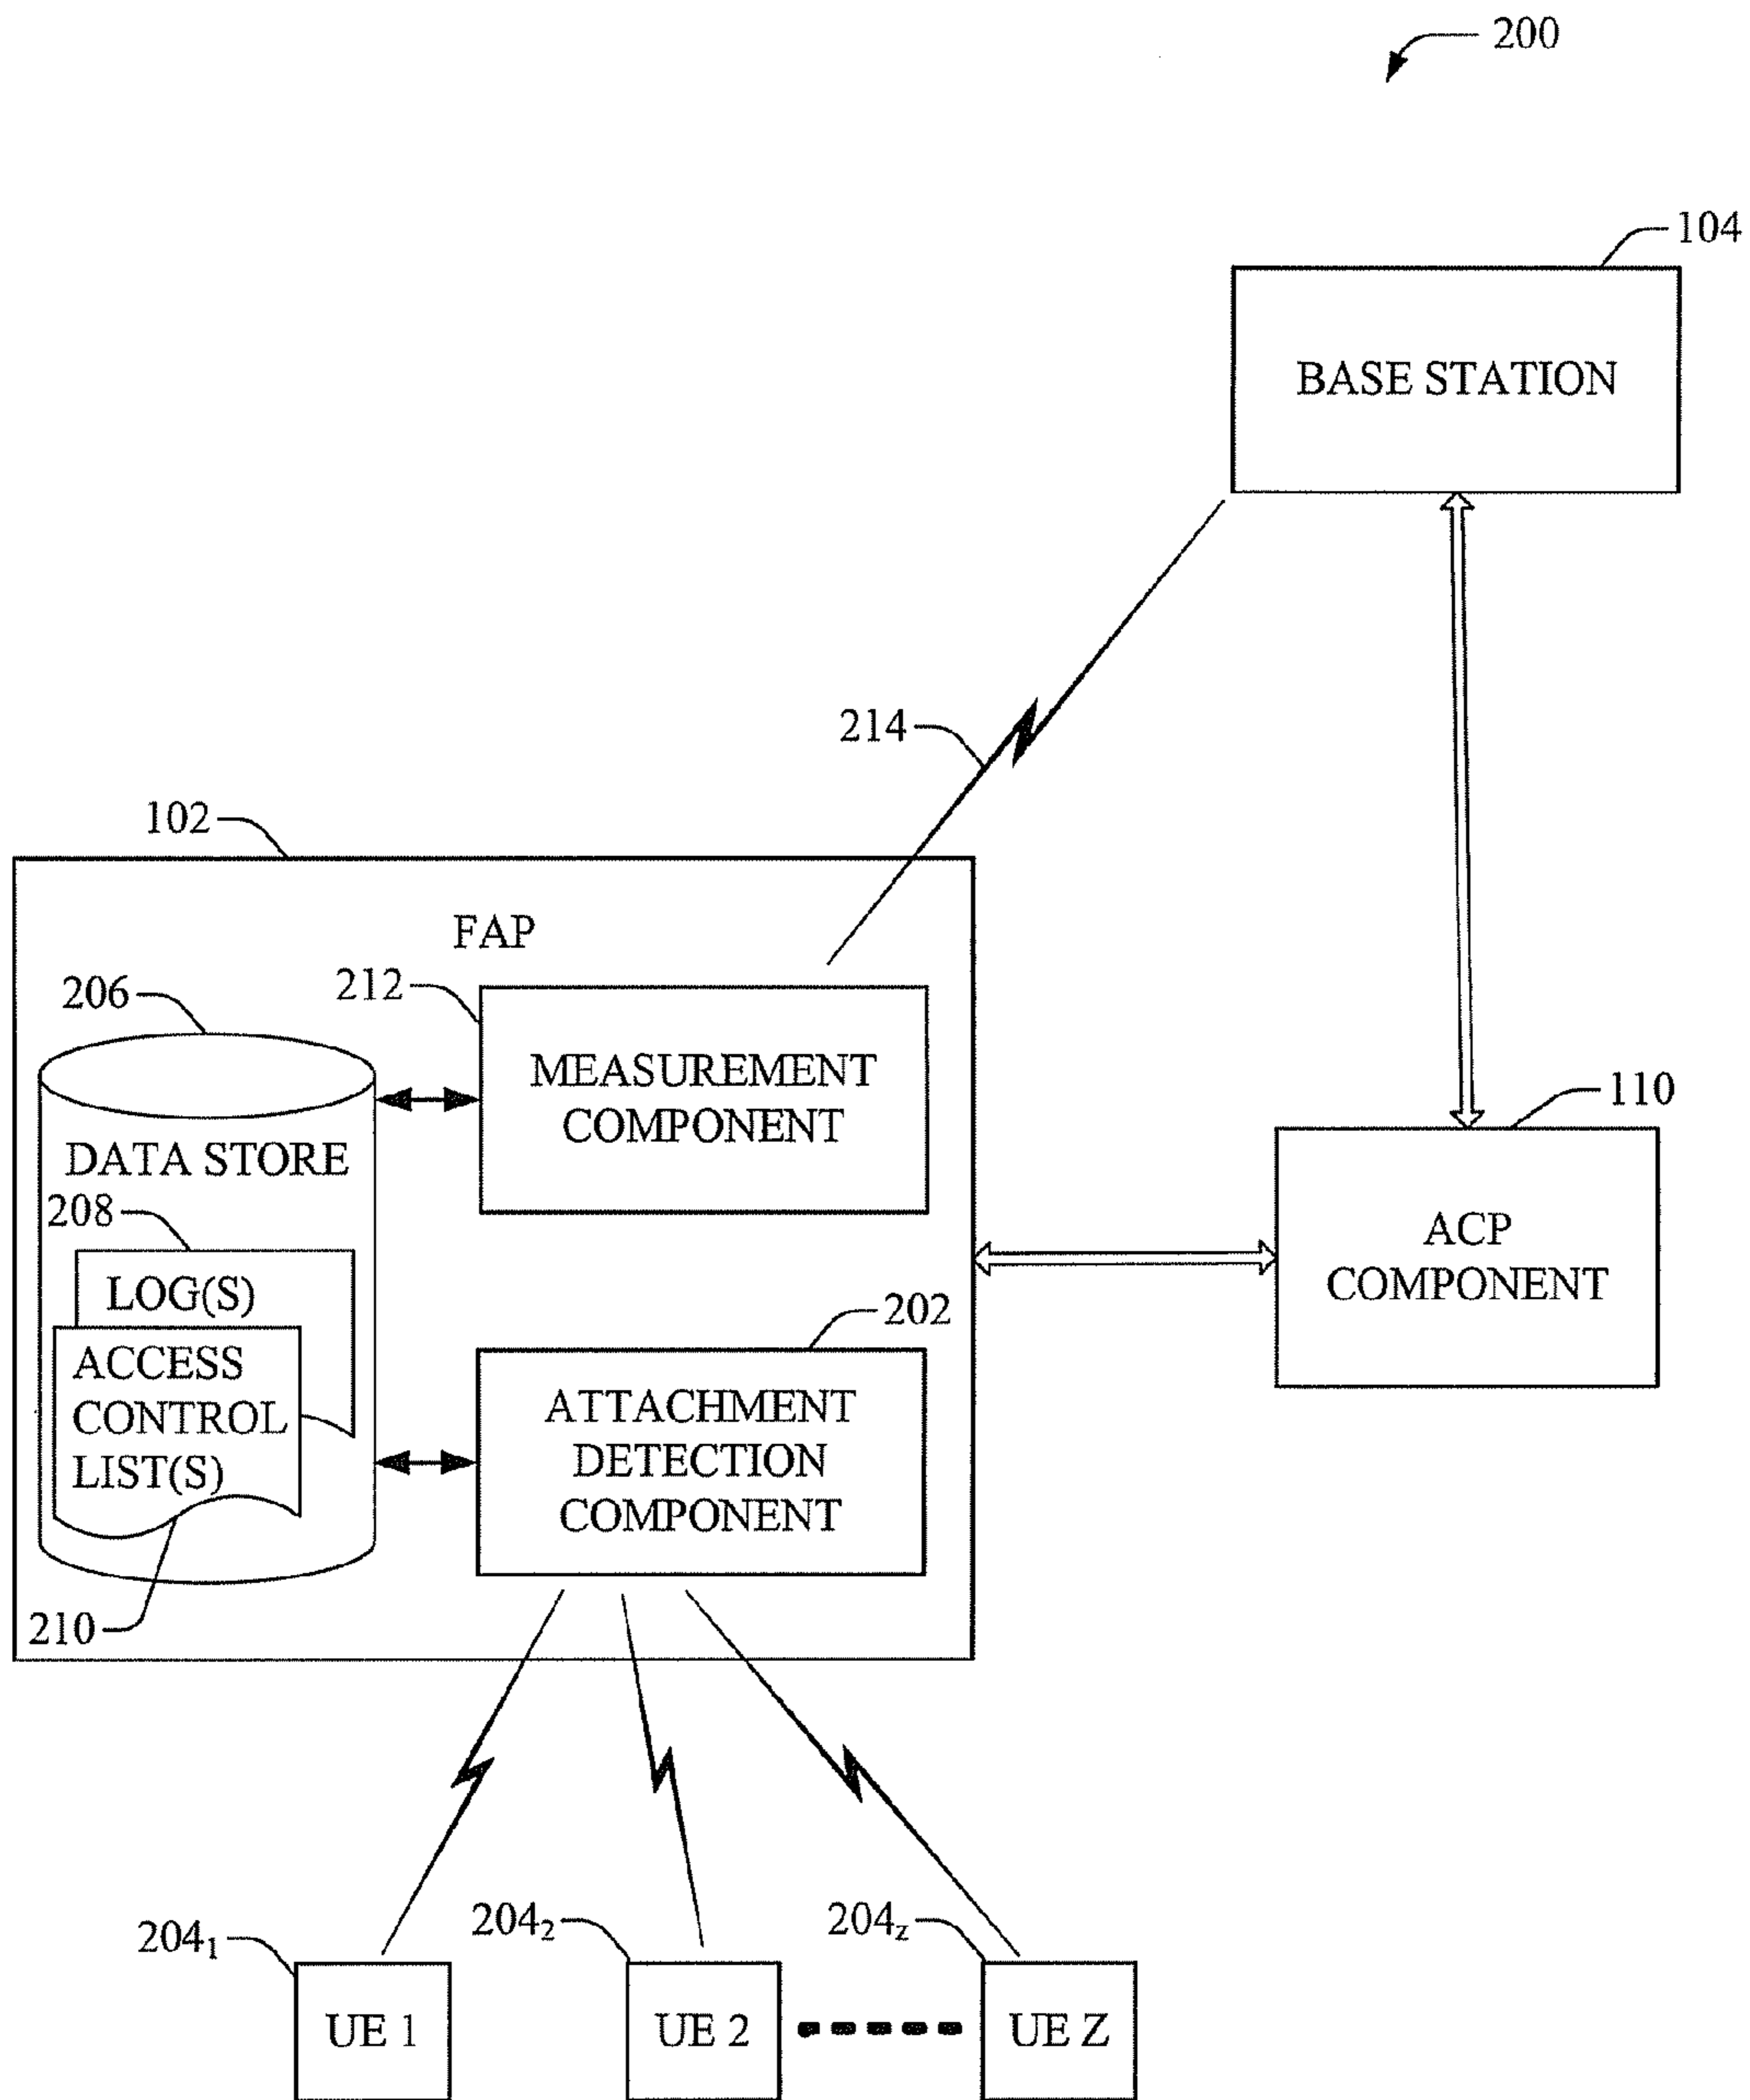 200
104
BASE STATION
214
102
FAP
212
206
MEASUREMENT
COMPONENT
110
DATA STORE
208
ACP
COMPONENT
LOG(S)
202
ACCESS
CONTROL
LIST(S)
ATTACHMENT
DETECTION
COMPONENT
210
204₁
204₂
204z
UE 1
UE 2
UE Z